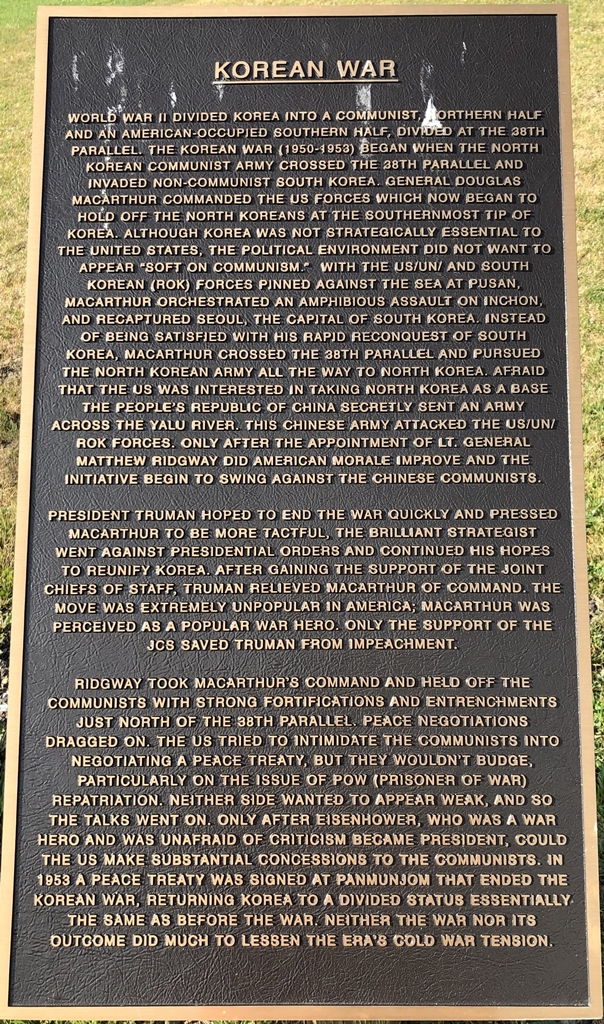 KOREAN WAR
WORLD WAR II DIVIDED KOREA INTO A COMMUNIST, NORTHERN HALF
AND AN AMERICAN-OCCUPIED SOUTHERN HALF, DIVIDED AT THE 38TH
PARALLEL. THE KOREAN WAR (1950-1953) BEGAN WHEN THE NORTH
KOREAN COMMUNIST ARMY CROSSED THE 38TH PARALLEL AND
INVADED NON-COMMUNIST SOUTH KOREA. GENERAL DOUGLAS
MACARTHUR COMMANDED THE US FORCES WHICH NOW BEGAN TO
HOLD OFF THE NORTH KOREANS AT THE SOUTHERNMOST TIP OF
KOREA. ALTHOUGH KOREA WAS NOT STRATEGICALLY ESSENTIAL TO
THE UNITED STATES, THE POLITICAL ENVIRONMENT DID NOT WANT TO
APPEAR "SOFT ON COMMUNISM." WITH THE US/UN/ AND SOUTH
KOREAN (ROK) FORCES PINNED AGAINST THE SEA AT PUSAN,
MACARTHUR ORCHESTRATED AN AMPHIBIOUS ASSAULT ON INCHON,
AND RECAPTURED SEOUL, THE CAPITAL OF SOUTH KOREA. INSTEAD
OF BEING SATISFIED WITH HIS RAPID RECONQUEST OF SOUTH
KOREA, MACARTHUR CROSSED THE 38TH PARALLEL AND PURSUED
THE NORTH KOREAN ARMY ALL THE WAY TO NORTH KOREA. AFRAID
THAT THE US WAS INTERESTED IN TAKING NORTH KOREA AS A BASE
THE PEOPLE'S REPUBLIC OF CHINA SECRETLY SENT AN ARMY
ACROSS THE YALU RIVER. THIS CHINESE ARMY ATTACKED THE US/UN/
ROK FORCES. ONLY AFTER THE APPOINTMENT OF LT. GENERAL
MATTHEW RIDGWAY DID AMERICAN MORALE IMPROVE AND THE
INITIATIVE BEGIN TO SWING AGAINST THE CHINESE COMMUNISTS.
PRESIDENT TRUMAN HOPED TO END THE WAR QUICKLY AND PRESSED
MACARTHUR TO BE MORE TACTFUL, THE BRILLIANT STRATEGIST
WENT AGAINST PRESIDENTIAL ORDERS AND CONTINUED HIS HOPES
TO REUNIFY KOREA. AFTER GAINING THE SUPPORT OF THE JOINT
CHIEFS OF STAFF, TRUMAN RELIEVED MACARTHUR OF COMMAND. THE
MOVE WAS EXTREMELY UNPOPULAR IN AMERICA; MACARTHUR WAS
PERCEIVED AS A POPULAR WAR HERO. ONLY THE SUPPORT OF THE
JCS SAVED TRUMAN FROM IMPEACHMENT.
RIDGWAY TOOK MACARTHUR'S COMMAND AND HELD OFF THE
COMMUNISTS WITH STRONG FORTIFICATIONS AND ENTRENCHMENTS
JUST NORTH OF THE 38TH PARALLEL. PEACE NEGOTIATIONS
DRAGGED ON. THE US TRIED TO INTIMIDATE THE COMMUNISTS INTO
NEGOTIATING A PEACE TREATY, BUT THEY WOULDN'T BUDGE,
PARTICULARLY ON THE ISSUE OF POW (PRISONER OF WAR)
REPATRIATION. NEITHER SIDE WANTED TO APPEAR WEAK, AND SO
THE TALKS WENT ON. ONLY AFTER EISENHOWER, WHO WAS A WAR
HERO AND WAS UNAFRAID OF CRITICISM BECAME PRESIDENT, COULD
THE US MAKE SUBSTANTIAL CONCESSIONS TO THE COMMUNISTS. IN
1953 A PEACE TREATY WAS SIGNED AT PANMUNJOM THAT ENDED THE
KOREAN WAR, RETURNING KOREA TO A DIVIDED STATUS ESSENTIALLY
THE SAME AS BEFORE THE WAR. NEITHER THE WAR NOR ITS
OUTCOME DID MUCH TO LESSEN THE ERA'S COLD WAR TENSION.